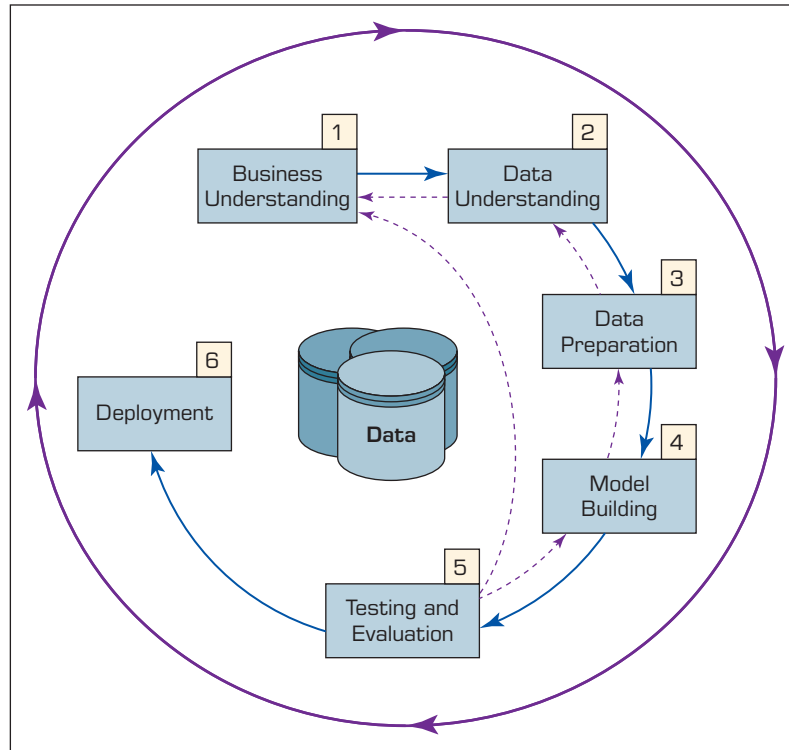 1
Business
Understanding
2
Data
Understanding
3
Data
Preparation
4
Model
Building
5
Testing and
Evaluation
6
Deployment
Data